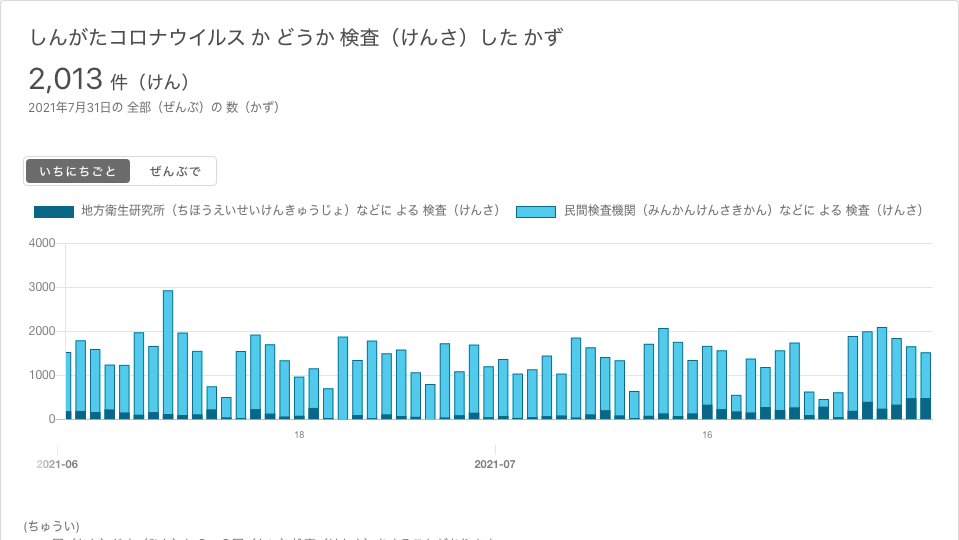 しんがたコロナウイルス か どうか 検査（けんさ）した かず
2,013 件（けん）
2021年7月31日の 全部（ぜんぶ）の 数（かず）
いちにちごと ぜんぶで
地方衛生研究所（ちほうえいせいけんきゅうじょ）などに よる 検査（けんさ） 民間検査機関（みんかんけんさきかん）などに よる 検査（けんさ）
4000
3000
2000
1000
0
18 16
2021-06 2021-07
(ちゅうい)